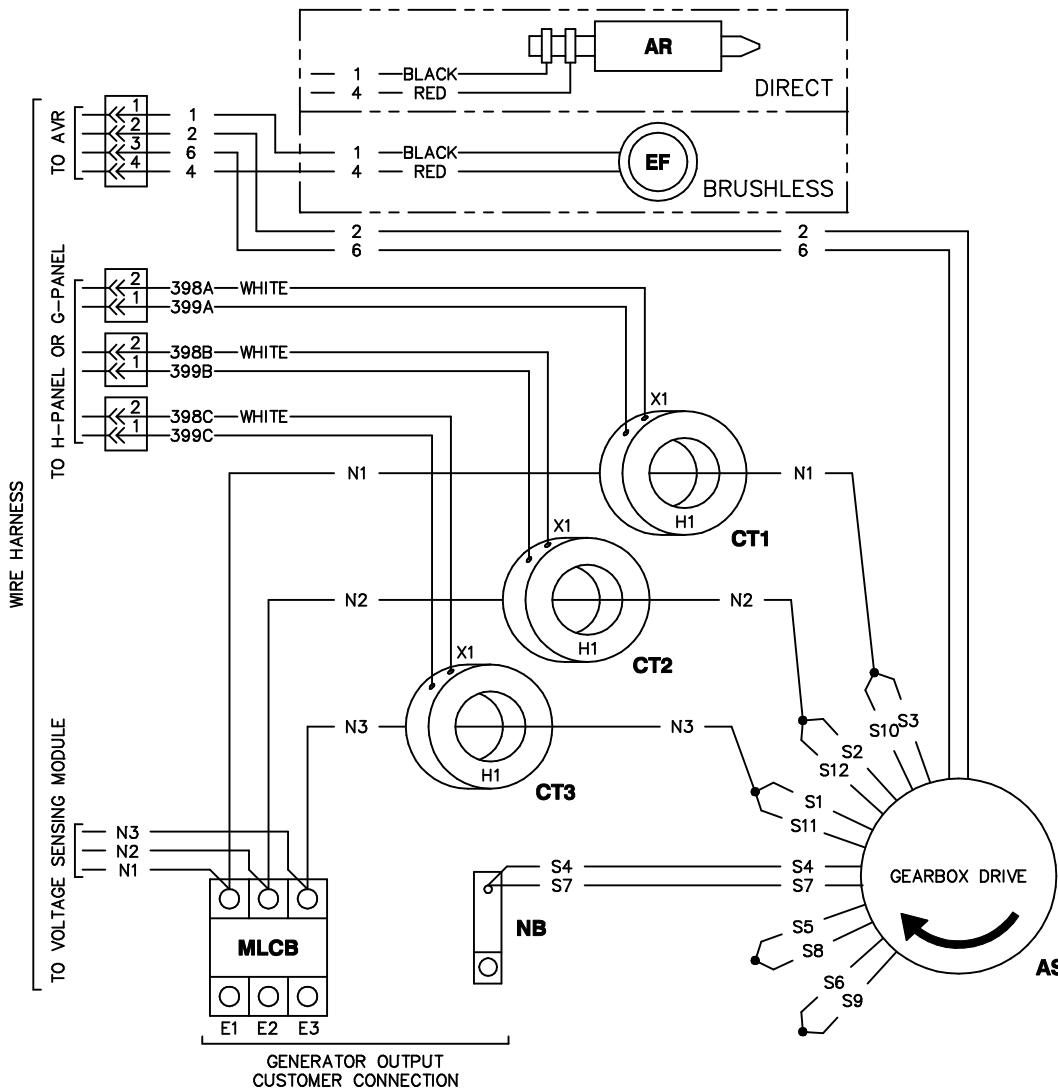 AR
1 BLACK
4 RED
DIRECT
TO AVR
1 1
2 2
3 6
4 4
1 BLACK
4 RED
EF
BRUSHLESS
2 2
6 6
TO H-PANEL OR G-PANEL
2 398A WHITE
1 399A
2 398B WHITE
1 399B
2 398C WHITE
1 399C
WIRE HARNESS
X1
N1 N1
H1
CT1
X1
N2 N2
H1
CT2
X1
N3 N3
H1
CT3
S10 S3
S2
S12
S1
S11
TO VOLTAGE SENSING MODULE
N3
N2
N1
S4 S4
S7 S7
GEARBOX DRIVE
NB
MLCB
S5
S8
S6
S9
AS
E1 E2 E3
GENERATOR OUTPUT
CUSTOMER CONNECTION